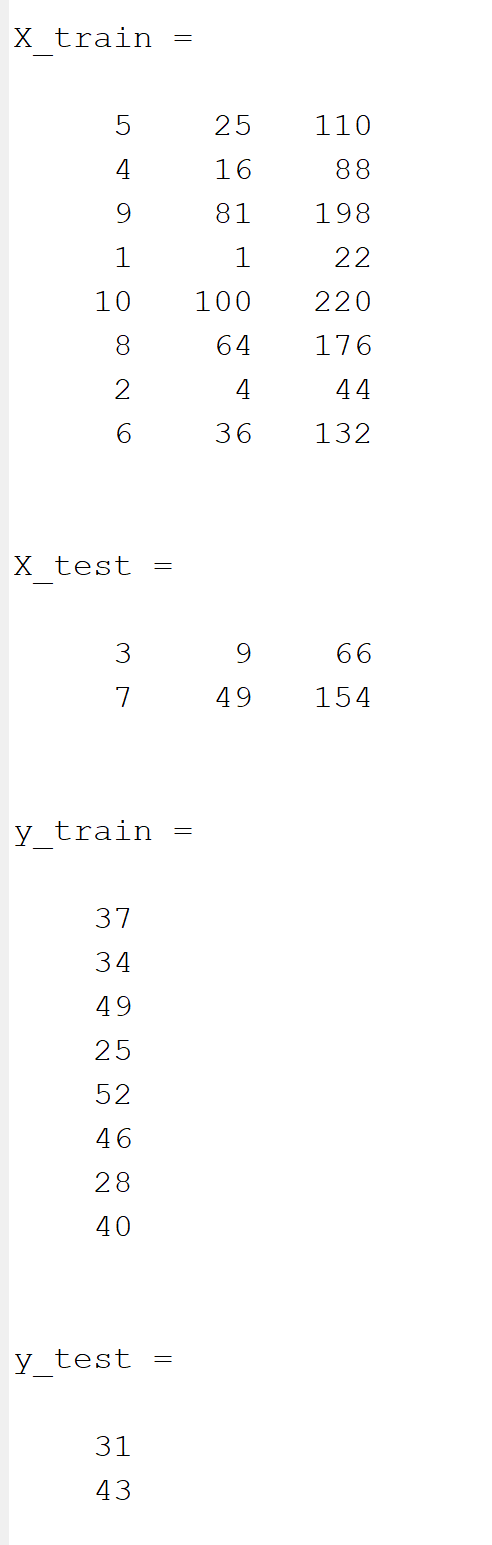 X_train =
5 25 110
4 16 88
9 81 198
1 1 22
10 100 220
8 64 176
2 4 44
6 36 132
X_test =
3 9 66
7 49 154
y_train =
37
34
49
25
52
46
28
40
y_test =
31
43